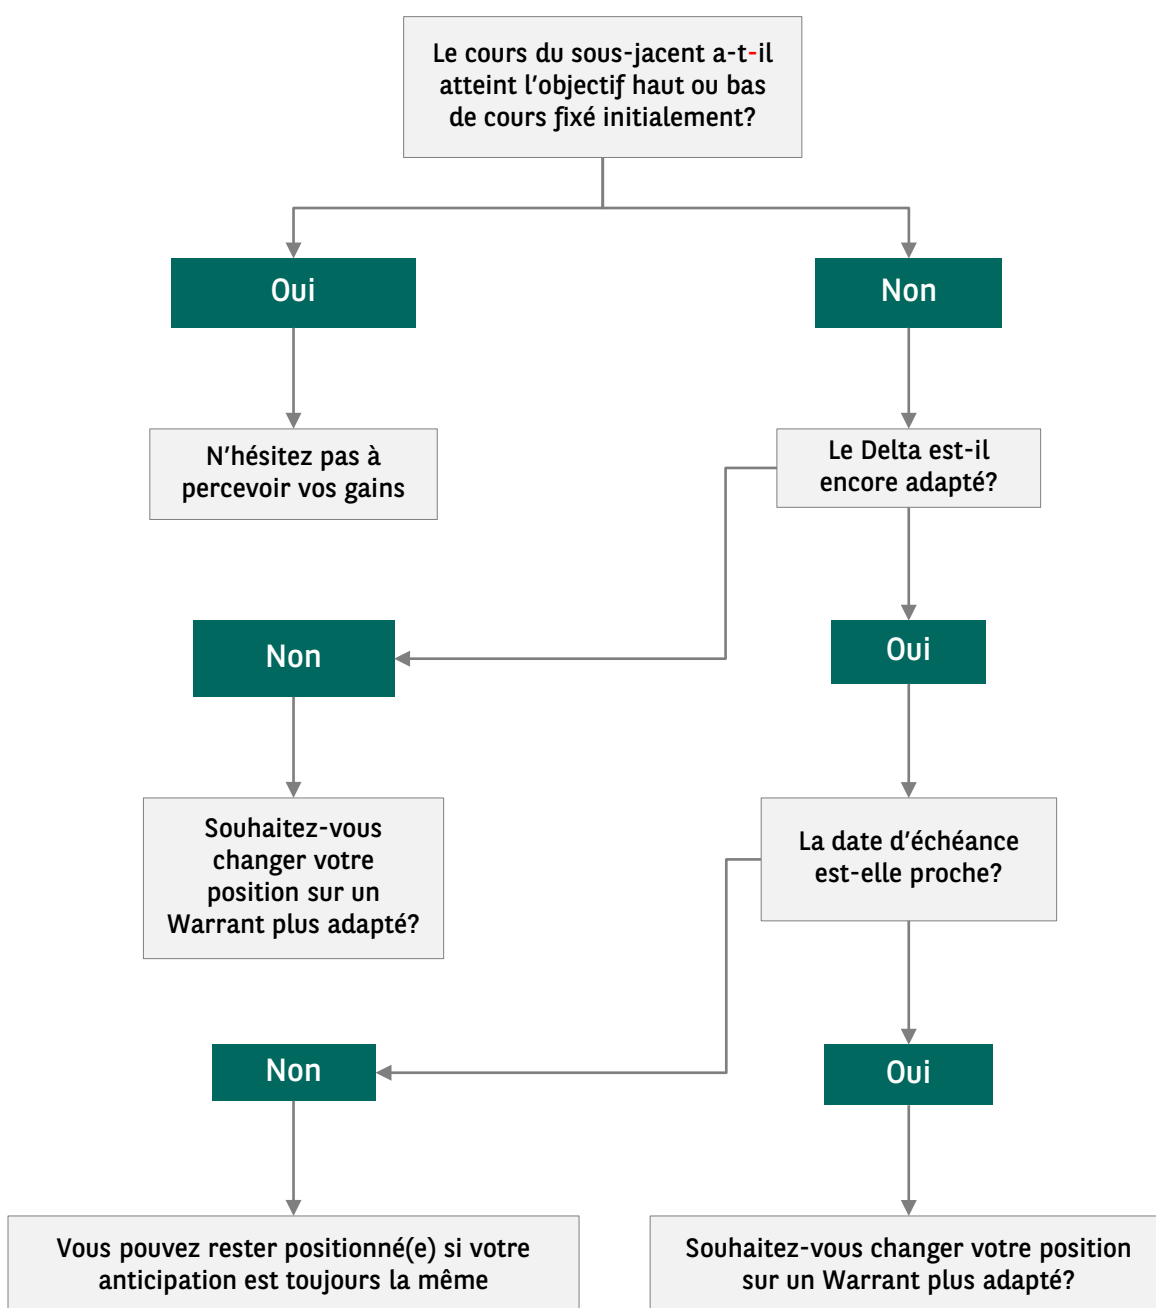 Le cours du sous-jacent a-t-il
atteint l'objectif haut ou bas
de cours fixé initialement?
Oui
Non
N'hésitez pas à
percevoir vos gains
Le Delta est-il
encore adapté?
Non
Oui
Souhaitez-vous
changer votre
position sur un
Warrant plus adapté?
La date d'échéance
est-elle proche?
Non
Oui
Vous pouvez rester positionné(e) si votre
anticipation est toujours la même
Souhaitez-vous changer votre position
sur un Warrant plus adapté?